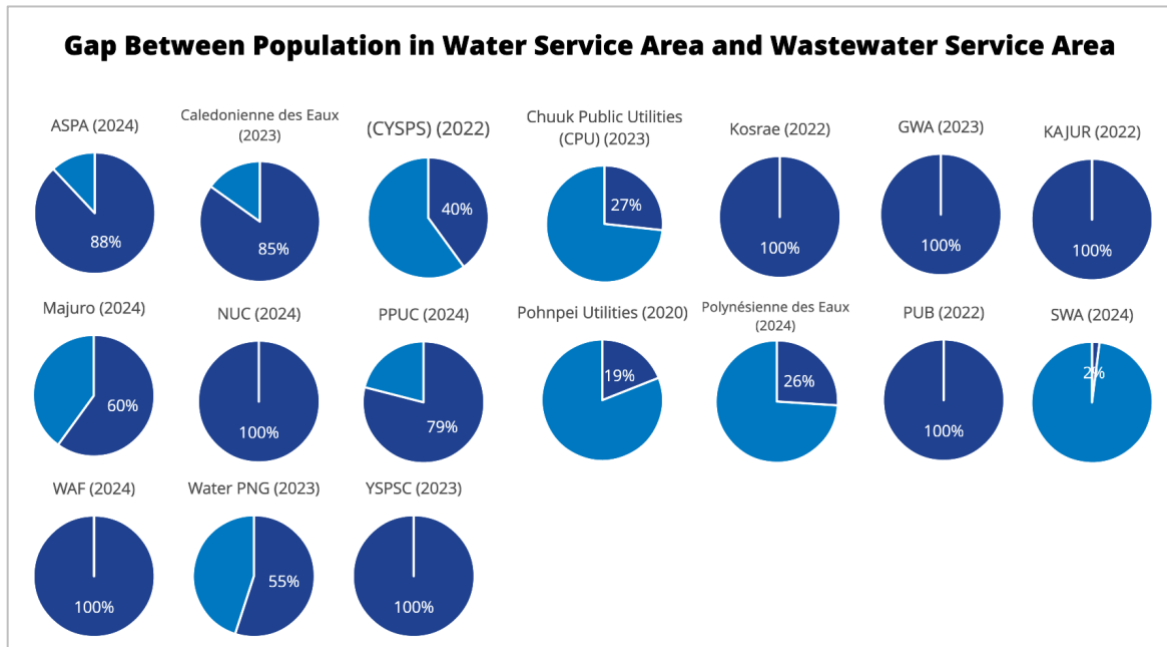 Gap Between Population in Water Service Area and Wastewater Service Area
ASPA (2024)
88%
Caledonienne des Eaux
(2023)
85%
(CYSPS) (2022)
40%
Chuuk Public Utilities
(CPU) (2023)
27%
Kosrae (2022)
100%
GWA (2023)
100%
KAJUR (2022)
100%
Majuro (2024)
60%
NUC (2024)
100%
PPUC (2024)
79%
Pohnpei Utilities (2020)
19%
Polynésienne des Eaux
(2024)
26%
PUB (2022)
100%
SWA (2024)
2%
WAF (2024)
100%
Water PNG (2023)
55%
YSPSC (2023)
100%